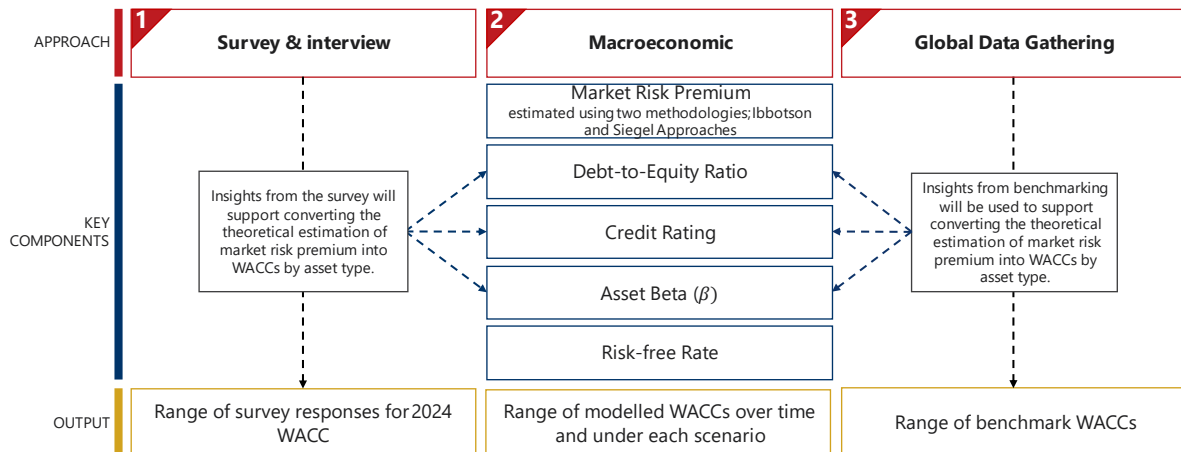 APPROACH
1
Survey & interview
2
Macroeconomic
3
Global Data Gathering
KEY
COMPONENTS
Insights from the survey will
support converting the
theoretical estimation of
market risk premium into
WACCs by asset type.
Market Risk Premium
estimated using two methodologies; Ibbotson
and Siegel Approaches
Debt-to-Equity Ratio
Credit Rating
Asset Beta (β)
Risk-free Rate
Insights from benchmarking
will be used to support
converting the theoretical
estimation of market risk
premium into WACCs by
asset type.
OUTPUT
Range of survey responses for 2024
WACC
Range of modelled WACCs over time
and under each scenario
Range of benchmark WACCs